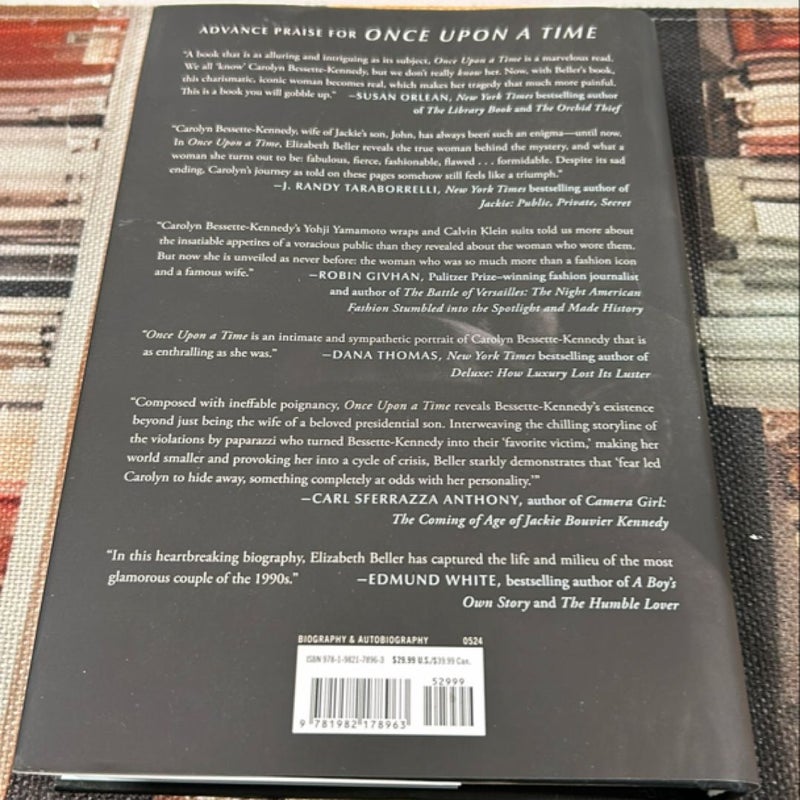 ADVANCE PRAISE FOR ONCE UPON A TIME
“A book that is as alluring and intriguing as its subject, Once Upon a Time is a marvelous read.
We all ‘know’ Carolyn Bessette-Kennedy, but we don’t really know her. Now, with Beller’s book,
this charismatic, iconic woman becomes real, which makes her tragedy that much more painful.
This is a book you will gobble up.” —SUSAN ORLEAN, New York Times bestselling author
of The Library Book and The Orchid Thief
“Carolyn Bessette-Kennedy, wife of Jackie’s son, John, has always been such an enigma—until now.
In Once Upon a Time, Elizabeth Beller reveals the true woman behind the mystery, and what a
woman she turns out to be: fabulous, fierce, fashionable, flawed . . . formidable. Despite its sad
ending, Carolyn’s journey as told on these pages somehow still feels like a triumph.”
—J. RANDY TARABORRELLI, New York Times bestselling author of
Jackie: Public, Private, Secret
“Carolyn Bessette-Kennedy’s Yohji Yamamoto wraps and Calvin Klein suits told us more about
the insatiable appetites of a voracious public than they revealed about the woman who wore them.
But now she is unveiled as never before: the woman who was so much more than a fashion icon
and a famous wife.” —ROBIN GIVHAN, Pulitzer Prize–winning fashion journalist
and author of The Battle of Versailles: The Night American
Fashion Stumbled into the Spotlight and Made History
“Once Upon a Time is an intimate and sympathetic portrait of Carolyn Bessette-Kennedy that is
as enthralling as she was.” —DANA THOMAS, New York Times bestselling author of
Deluxe: How Luxury Lost Its Luster
“Composed with ineffable poignancy, Once Upon a Time reveals Bessette-Kennedy’s existence
beyond just being the wife of a beloved presidential son. Interweaving the chilling storyline of
the violations by paparazzi who turned Bessette-Kennedy into their ‘favorite victim,’ making her
world smaller and provoking her into a cycle of crisis, Beller starkly demonstrates that ‘fear led
Carolyn to hide away, something completely at odds with her personality.’”
—CARL SFERRAZZA ANTHONY, author of Camera Girl:
The Coming of Age of Jackie Bouvier Kennedy
“In this heartbreaking biography, Elizabeth Beller has captured the life and milieu of the most
glamorous couple of the 1990s.” —EDMUND WHITE, bestselling author of A Boy’s
Own Story and The Humble Lover
BIOGRAPHY & AUTOBIOGRAPHY 0524
ISBN 978-1-9821-7896-3 $29.99 U.S./$39.99 Can.
52999
9 781982 178963